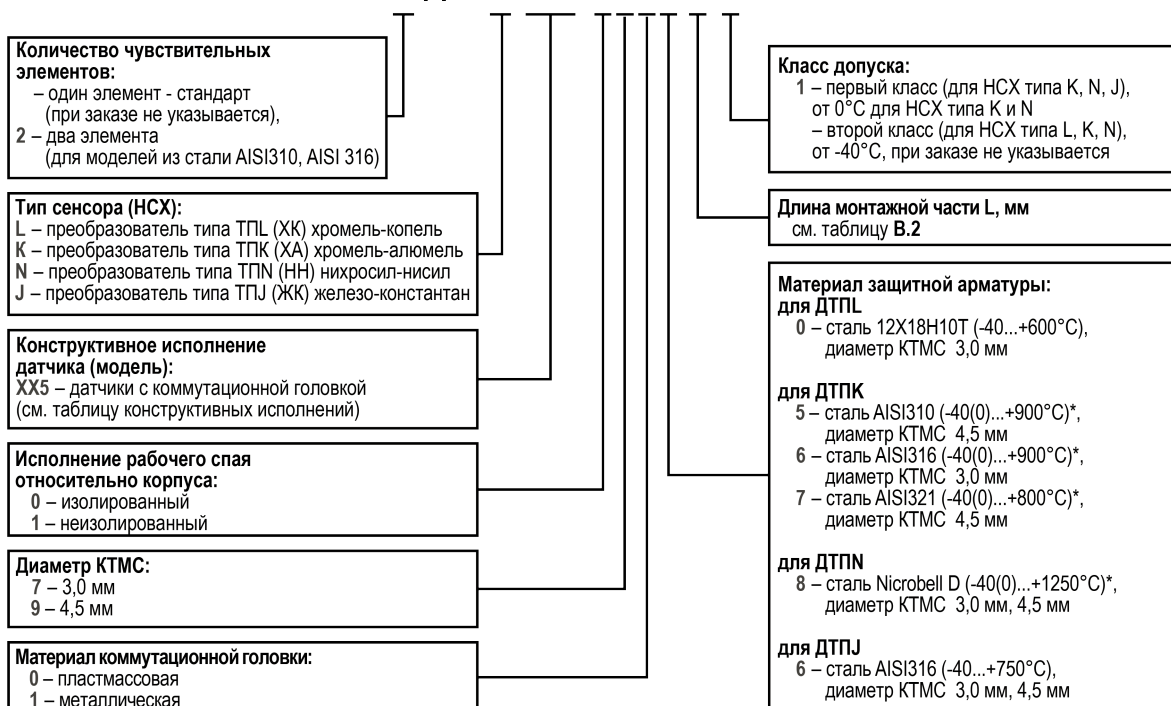 Количество чувствительных
элементов:
– один элемент - стандарт
(при заказе не указывается),
2 – два элемента
(для моделей из стали AISI310, AISI 316)
Тип сенсора (НСХ):
L – преобразователь типа ТПL (ХК) хромель-копель
K – преобразователь типа ТПК (ХА) хромель-алюмель
N – преобразователь типа ТПN (НН) нихросил-нисил
J – преобразователь типа ТПJ (ЖК) железо-константан
Конструктивное исполнение
датчика (модель):
XX5 – датчики с коммутационной головкой
(см. таблицу конструктивных исполнений)
Исполнение рабочего спая
относительно корпуса:
0 – изолированный
1 – неизолированный
Диаметр КТМС:
7 – 3,0 мм
9 – 4,5 мм
Материал коммутационной головки:
0 – пластмассовая
1 – металлическая
Класс допуска:
1 – первый класс (для НСХ типа K, N, J),
от 0°С для НСХ типа K и N
– второй класс (для НСХ типа L, K, N),
от -40°С, при заказе не указывается
Длина монтажной части L, мм
см. таблицу В.2
Материал защитной арматуры:
для ДТПL
0 – сталь 12Х18Н10Т (-40...+600°С),
диаметр КТМС 3,0 мм
для ДТПK
5 – сталь AISI310 (-40(0)...+900°С)*,
диаметр КТМС 4,5 мм
6 – сталь AISI316 (-40(0)...+900°С)*,
диаметр КТМС 3,0 мм
7 – сталь AISI321 (-40(0)...+800°С)*,
диаметр КТМС 4,5 мм
для ДТПN
8 – сталь Nicrobell D (-40(0)...+1250°С)*,
диаметр КТМС 3,0 мм, 4,5 мм
для ДТПJ
6 – сталь AISI316 (-40...+750°С),
диаметр КТМС 3,0 мм, 4,5 мм